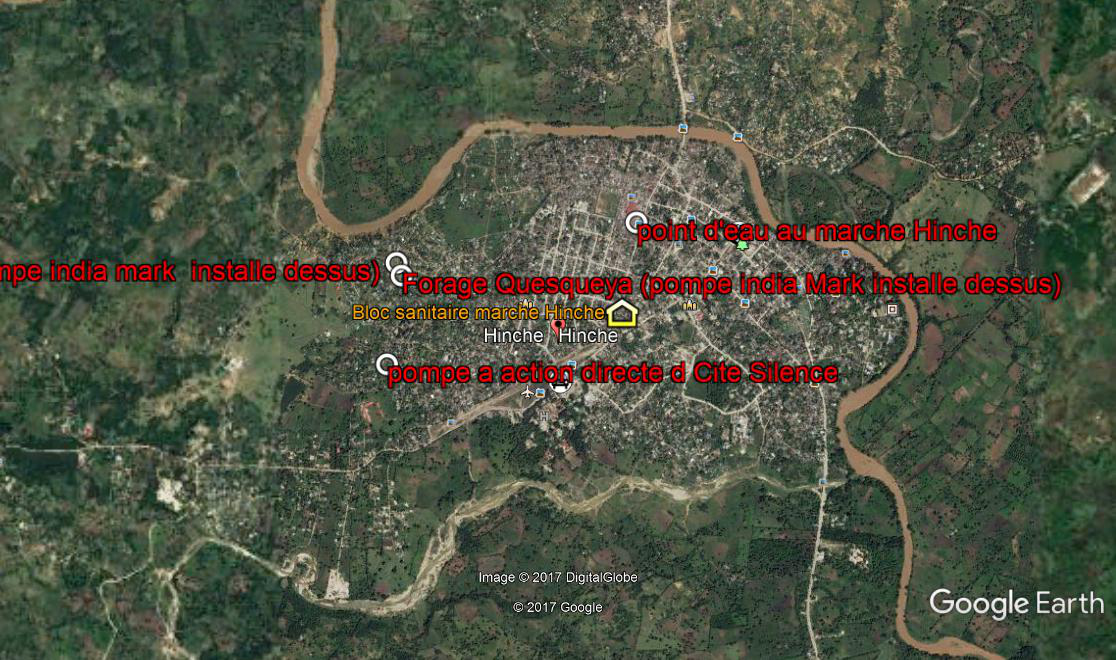 point d'eau au marche Hinche
mpe india mark installe dessus)
Forage Quesqueya (pompe india Mark installe dessus)
Bloc sanitaire marche Hinche
Hinche Hinche
pompe a action directe d Cite Silence
Image © 2017 DigitalGlobe
© 2017 Google
Google Earth